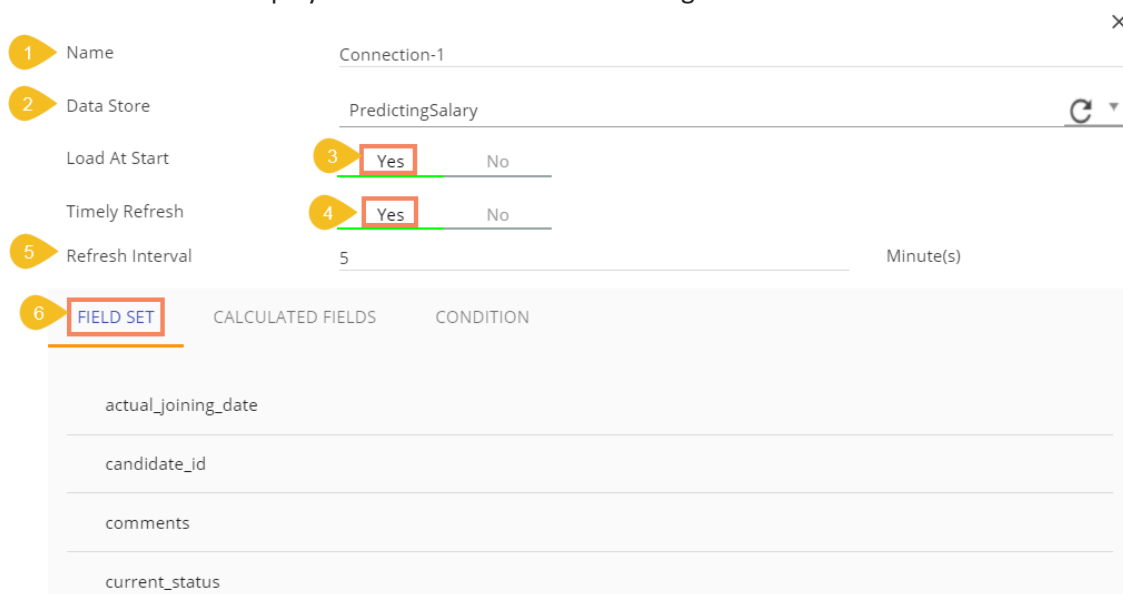 ×
1 Name Connection-1
2 Data Store PredictingSalary
Load At Start 3 Yes No
Timely Refresh 4 Yes No
5 Refresh Interval 5 Minute(s)
6 FIELD SET CALCULATED FIELDS CONDITION
actual_joining_date
candidate_id
comments
current_status